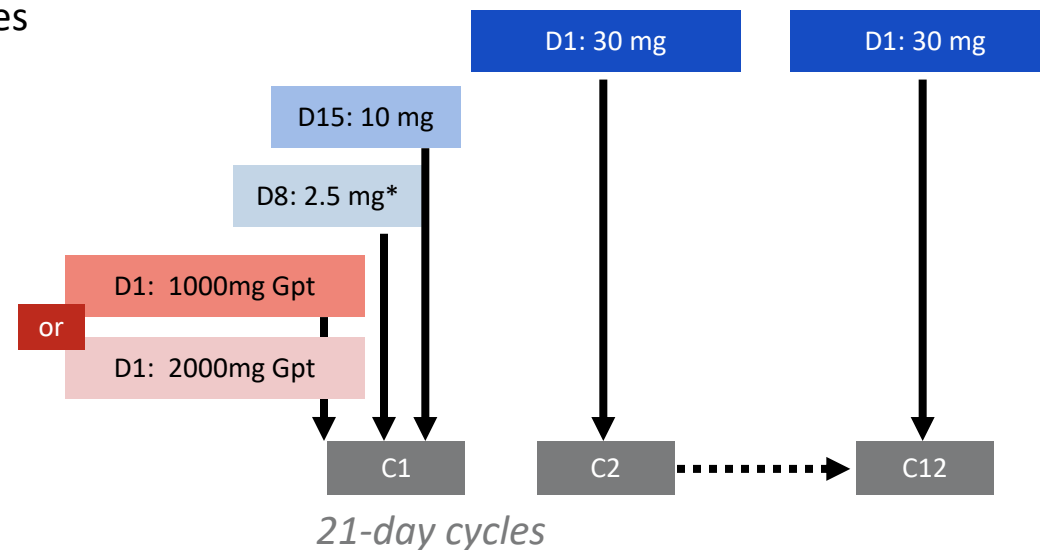 es
D1: 30 mg
D1: 30 mg
D15: 10 mg
D8: 2.5 mg*
D1: 1000mg Gpt
or
D1: 2000mg Gpt
C1
C2
C12
21-day cycles